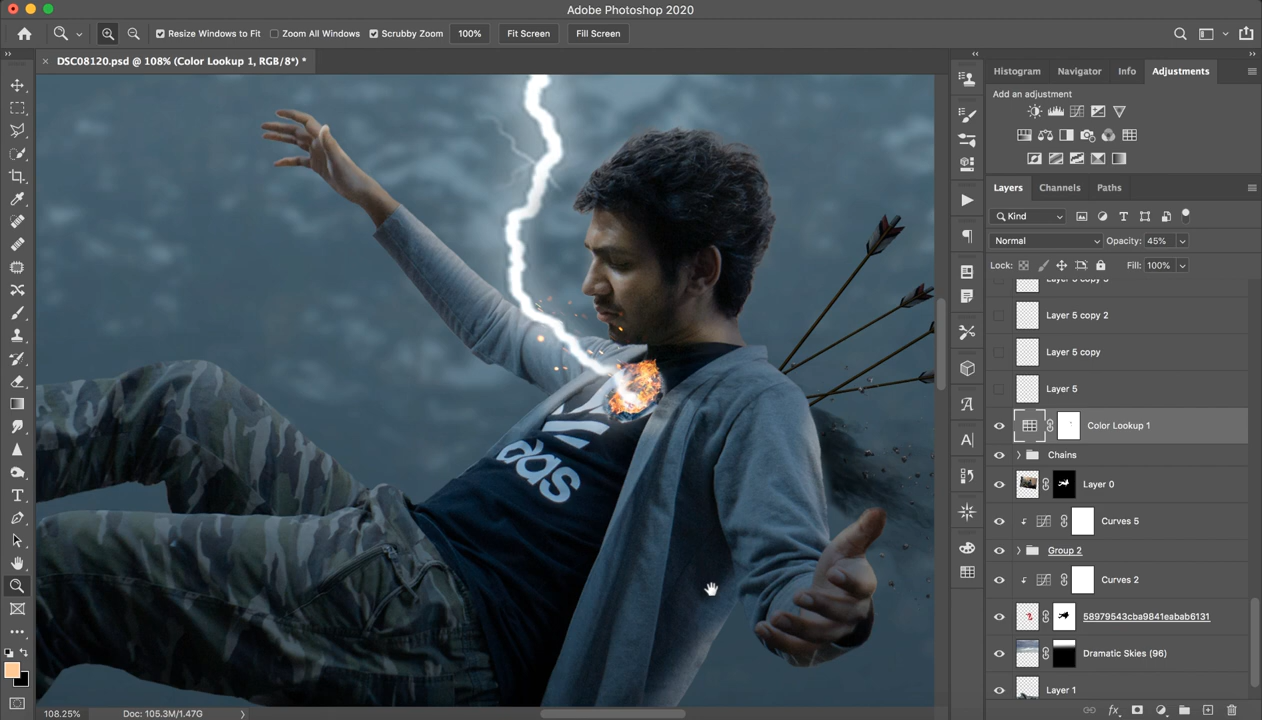 Adobe Photoshop 2020
Resize Windows to Fit
Zoom All Windows
Scrubby Zoom
100%
Fit Screen
Fill Screen
DSC08120.psd @ 108% (Color Lookup 1, RGB/8*) *
Histogram
Navigator
Info
Adjustments
Add an adjustment
Layers
Channels
Paths
Kind
Normal
Opacity: 45%
Lock:
Fill: 100%
Layer 5 copy 2
Layer 5 copy
Layer 5
Color Lookup 1
Chains
Layer 0
Curves 5
Group 2
Curves 2
58979543cba9841eabab6131
Dramatic Skies (96)
Layer 1
das
108.25%
Doc: 105.3M/1.47G